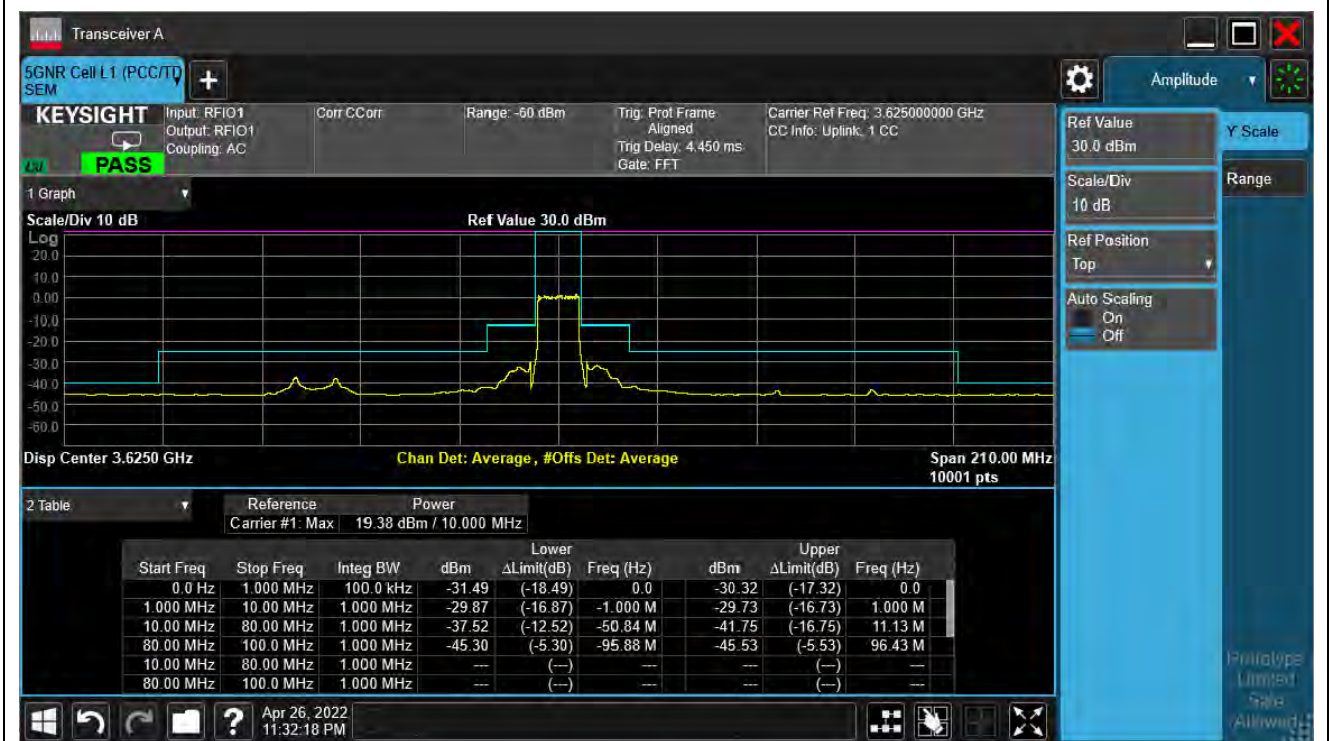 Transceiver A
5GNR Cell L1 (PCC/TD
SEM
+
Amplitude
KEYSIGHT
PASS
Input: RFIO1
Output: RFIO1
Coupling: AC
Corr CCorr
Range: -60 dBm
Trig: Prot Frame
Aligned
Trig Delay: 4.450 ms
Gate: FFT
Carrier Ref Freq: 3.625000000 GHz
CC Info: Uplink, 1 CC
Ref Value
30.0 dBm
Y Scale
Scale/Div
10 dB
Range
Ref Position
Top
Auto Scaling
On
Off
1 Graph
Scale/Div 10 dB
Ref Value 30.0 dBm
Log
20.0
10.0
0.00
-10.0
-20.0
-30.0
-40.0
-50.0
-60.0
Disp Center 3.6250 GHz
Chan Det: Average, #Offs Det: Average
Span 210.00 MHz
10001 pts
2 Table
Reference Power
Carrier #1: Max 19.38 dBm / 10.000 MHz
Lower Upper
Start Freq Stop Freq Integ BW dBm ΔLimit(dB) Freq (Hz) dBm ΔLimit(dB) Freq (Hz)
0.0 Hz 1.000 MHz 100.0 kHz -31.49 (-18.49) 0.0 -30.32 (-17.32) 0.0
1.000 MHz 10.00 MHz 1.000 MHz -29.87 (-16.87) -1.000 M -29.73 (-16.73) 1.000 M
10.00 MHz 80.00 MHz 1.000 MHz -37.52 (-12.52) -50.84 M -41.75 (-16.75) 11.13 M
80.00 MHz 100.0 MHz 1.000 MHz -45.30 (-5.30) -95.88 M -45.53 (-5.53) 96.43 M
10.00 MHz 80.00 MHz 1.000 MHz --- (---) --- --- (---) ---
80.00 MHz 100.0 MHz 1.000 MHz --- (---) --- --- (---) ---
Prototype
Limited
Sale
Allowed
?
Apr 26, 2022
11:32:18 PM